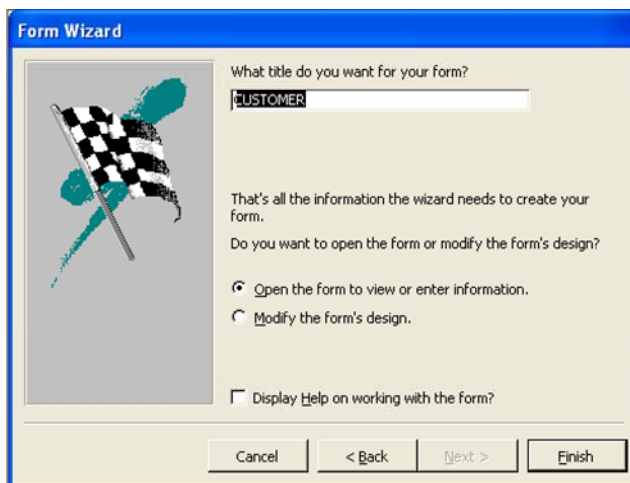 Form Wizard
What title do you want for your form?
CUSTOMER
That's all the information the wizard needs to create your
form.
Do you want to open the form or modify the form's design?
Open the form to view or enter information.
Modify the form's design.
Display Help on working with the form?
Cancel < Back Next > Finish